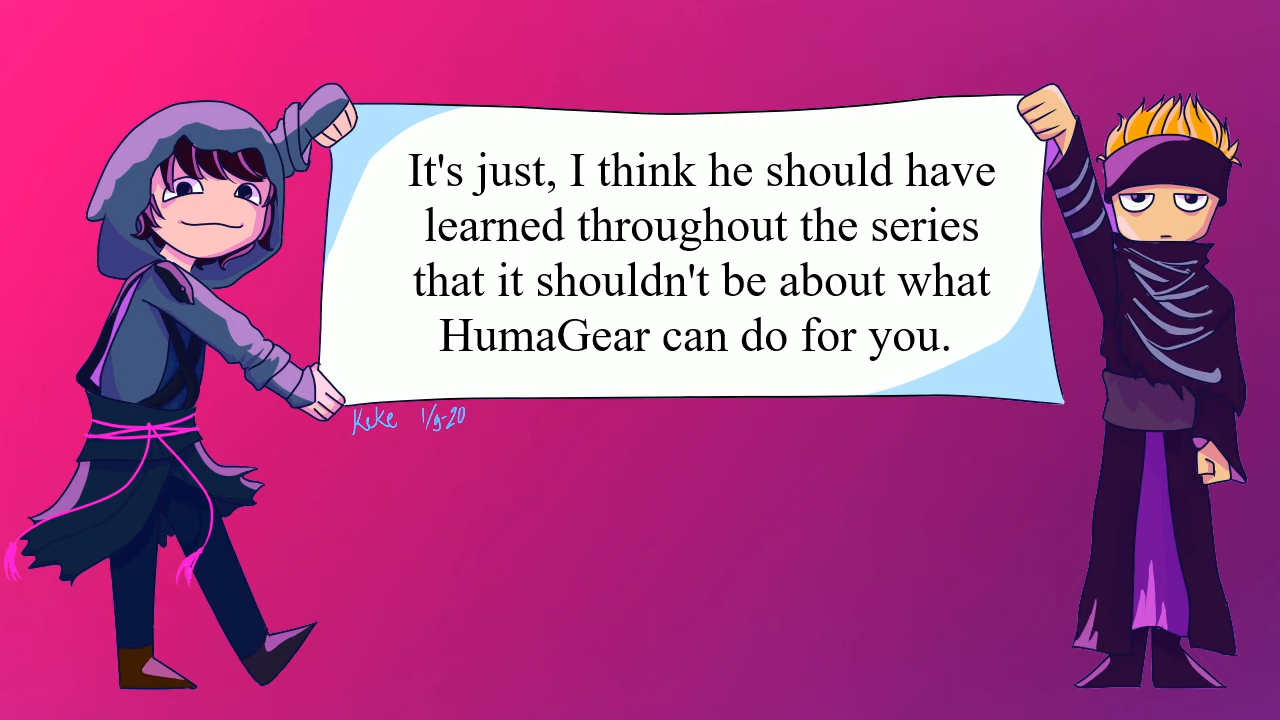 It's just, I think he should have
learned throughout the series
that it shouldn't be about what
HumaGear can do for you.
KeKe 1/9-20